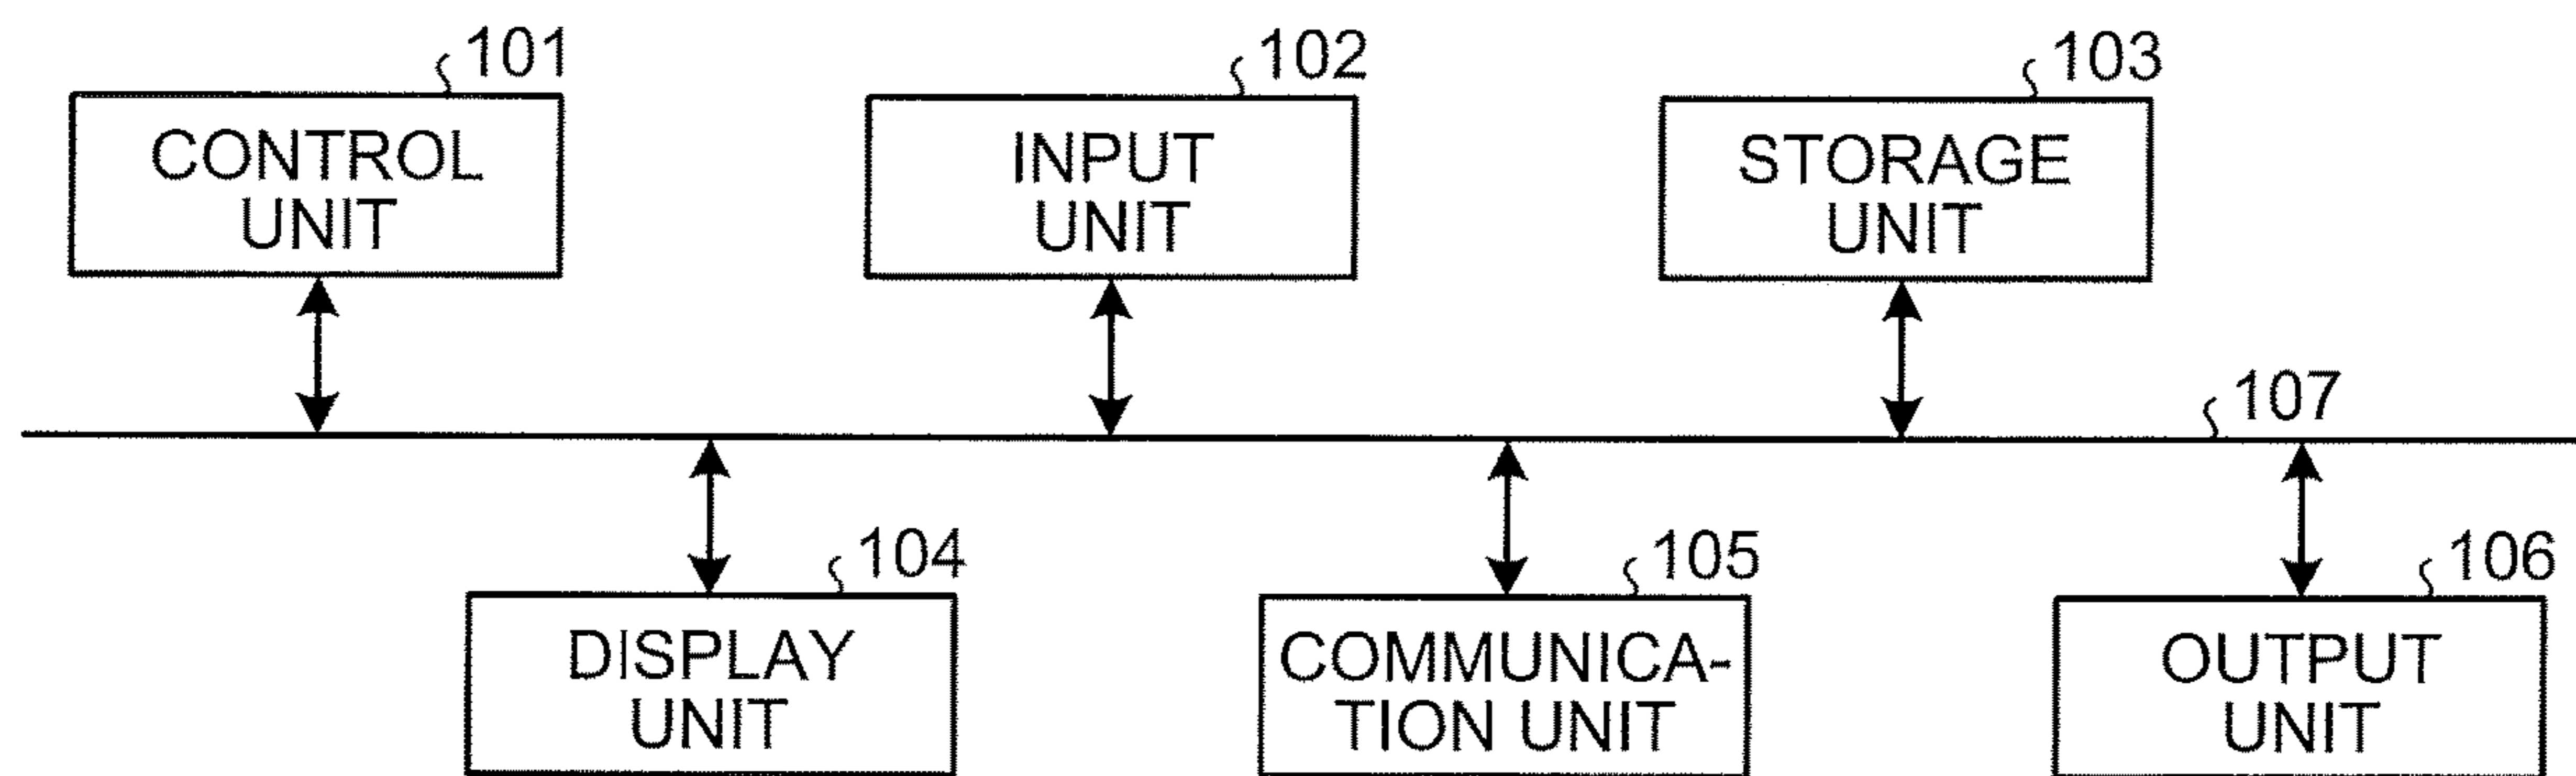 101
CONTROL
UNIT
102
INPUT
UNIT
103
STORAGE
UNIT
107
104
DISPLAY
UNIT
105
COMMUNICA-
TION UNIT
106
OUTPUT
UNIT